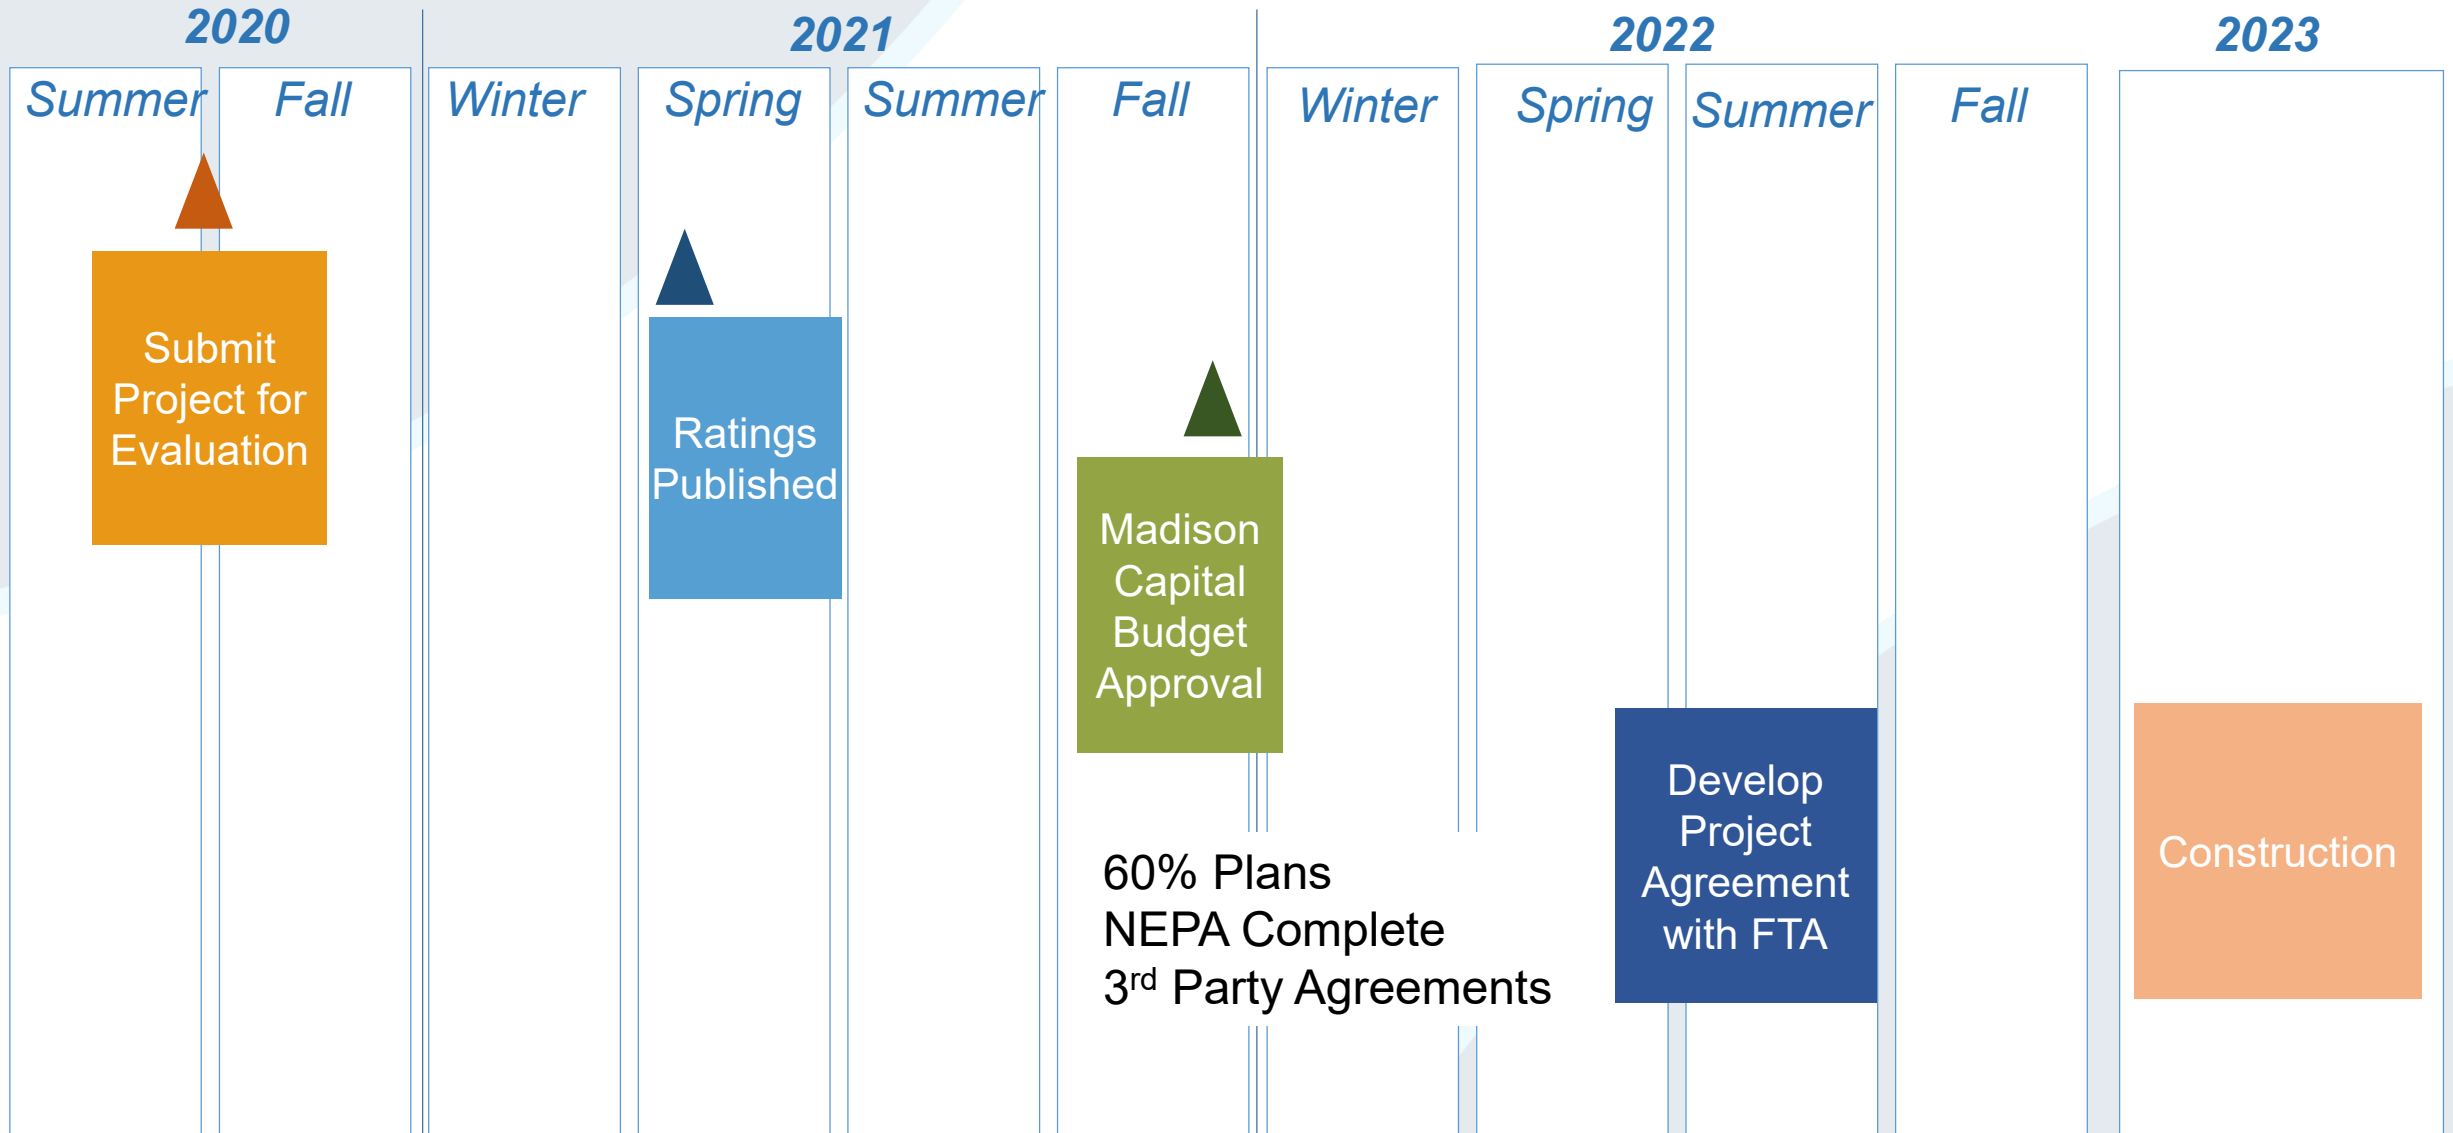 2020
2021
2022
2023
Summer
Fall
Winter
Spring
Summer
Fall
Winter
Spring
Summer
Fall
Submit
Project for
Evaluation
Ratings
Published
Madison
Capital
Budget
Approval
60% Plans
NEPA Complete
3rd Party Agreements
Develop
Project
Agreement
with FTA
Construction